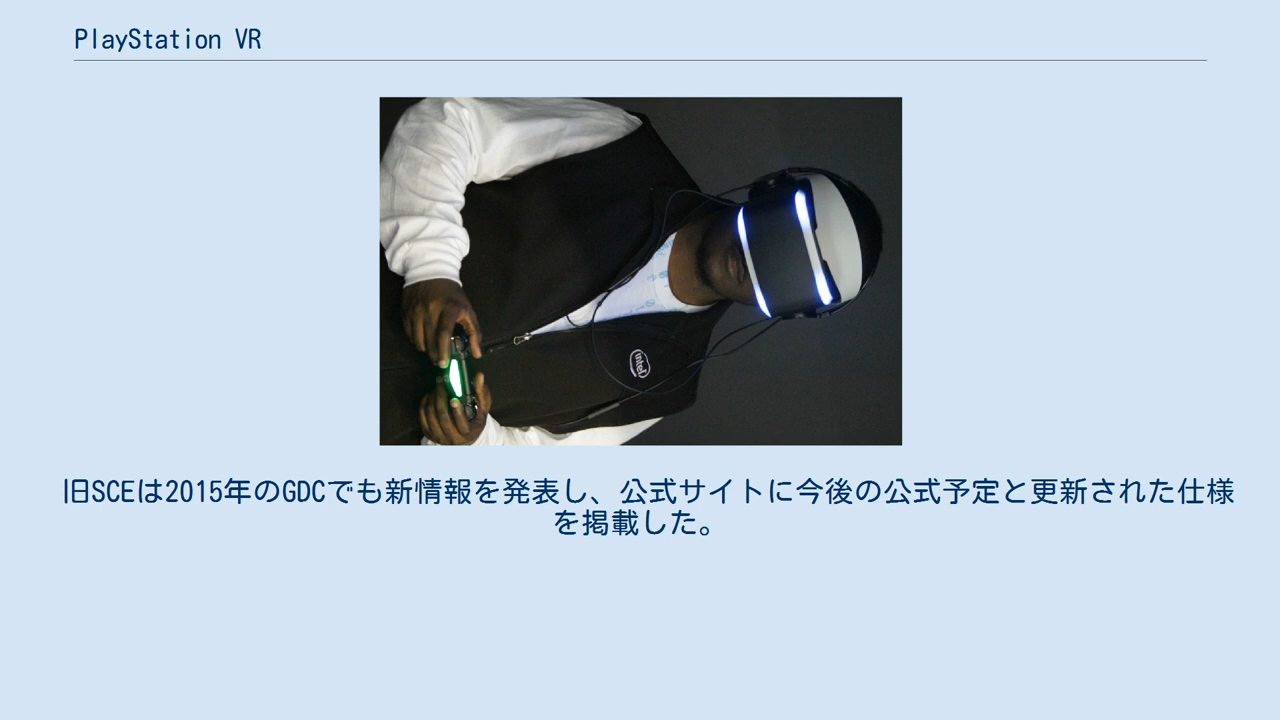 PlayStation VR
intel
旧SCEは2015年のGDCでも新情報を発表し、公式サイトに今後の公式予定と更新された仕様
を掲載した。